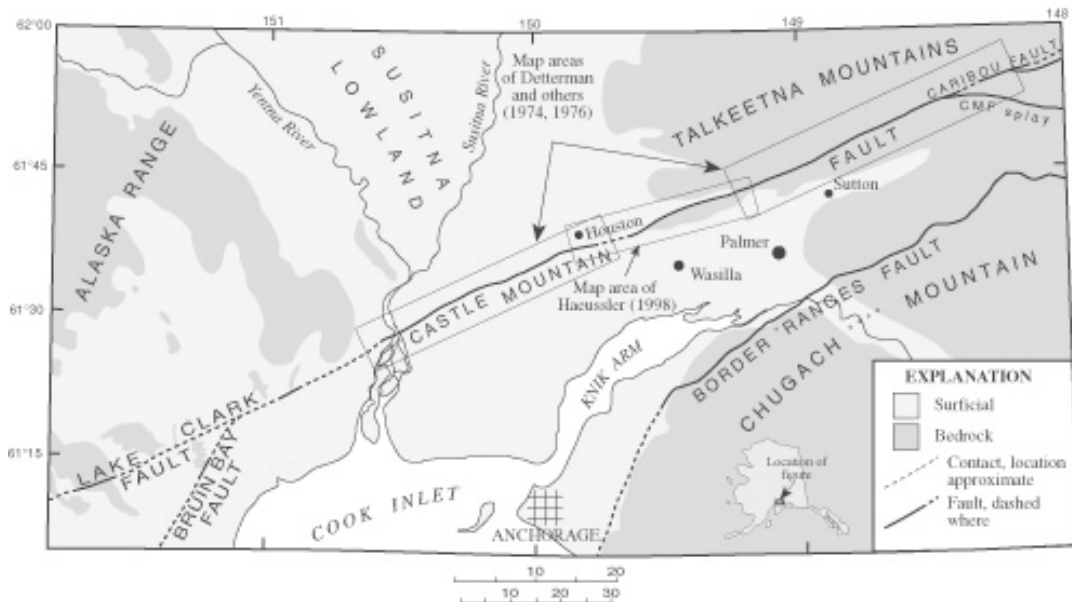 62°00
151
150
149
148
SUSITNA
LOWLAND
Yentna River
Susitna River
Map areas
of Detterman
and others
(1974, 1976)
TALKEETNA MOUNTAINS
CARIBOU FAULT
CMF splay
61°45
ALASKA RANGE
FAULT
Sutton
Houston
Palmer
Wasilla
CASTLE MOUNTAIN
Map area of
Haeussler (1998)
61°30
BORDER RANGES FAULT
CHUGACH MOUNTAIN
KNIK ARM
LAKE CLARK
FAULT
BRUIN BAY
FAULT
61°15
COOK INLET
ANCHORAGE
Location of
figure
EXPLANATION
Surficial
Bedrock
Contact, location
approximate
Fault, dashed
where
10 20
10 20 30